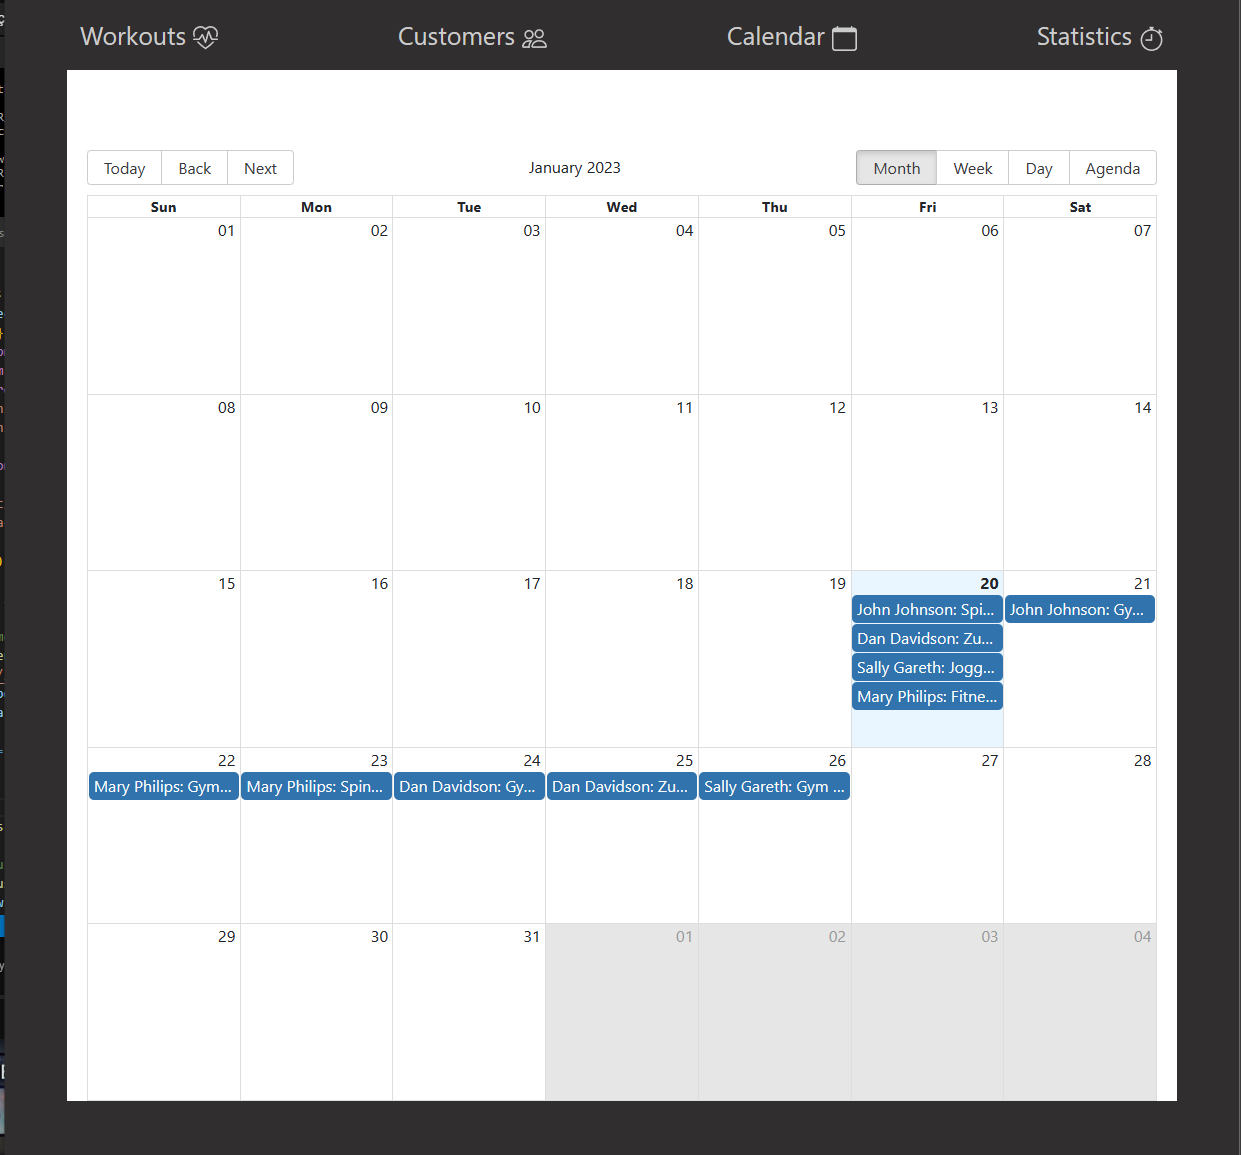 Workouts Customers Calendar Statistics
Today Back Next January 2023 Month Week Day Agenda
Sun Mon Tue Wed Thu Fri Sat
01 02 03 04 05 06 07
08 09 10 11 12 13 14
15 16 17 18 19 20 21
John Johnson: Spi... John Johnson: Gy...
Dan Davidson: Zu...
Sally Gareth: Jogg...
Mary Philips: Fitne...
22 23 24 25 26 27 28
Mary Philips: Gym... Mary Philips: Spin... Dan Davidson: Gy... Dan Davidson: Zu... Sally Gareth: Gym ...
29 30 31 01 02 03 04